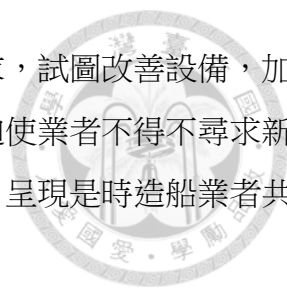 ，試圖改善設備，加
迫使業者不得不尋求新
呈現是時造船業者共